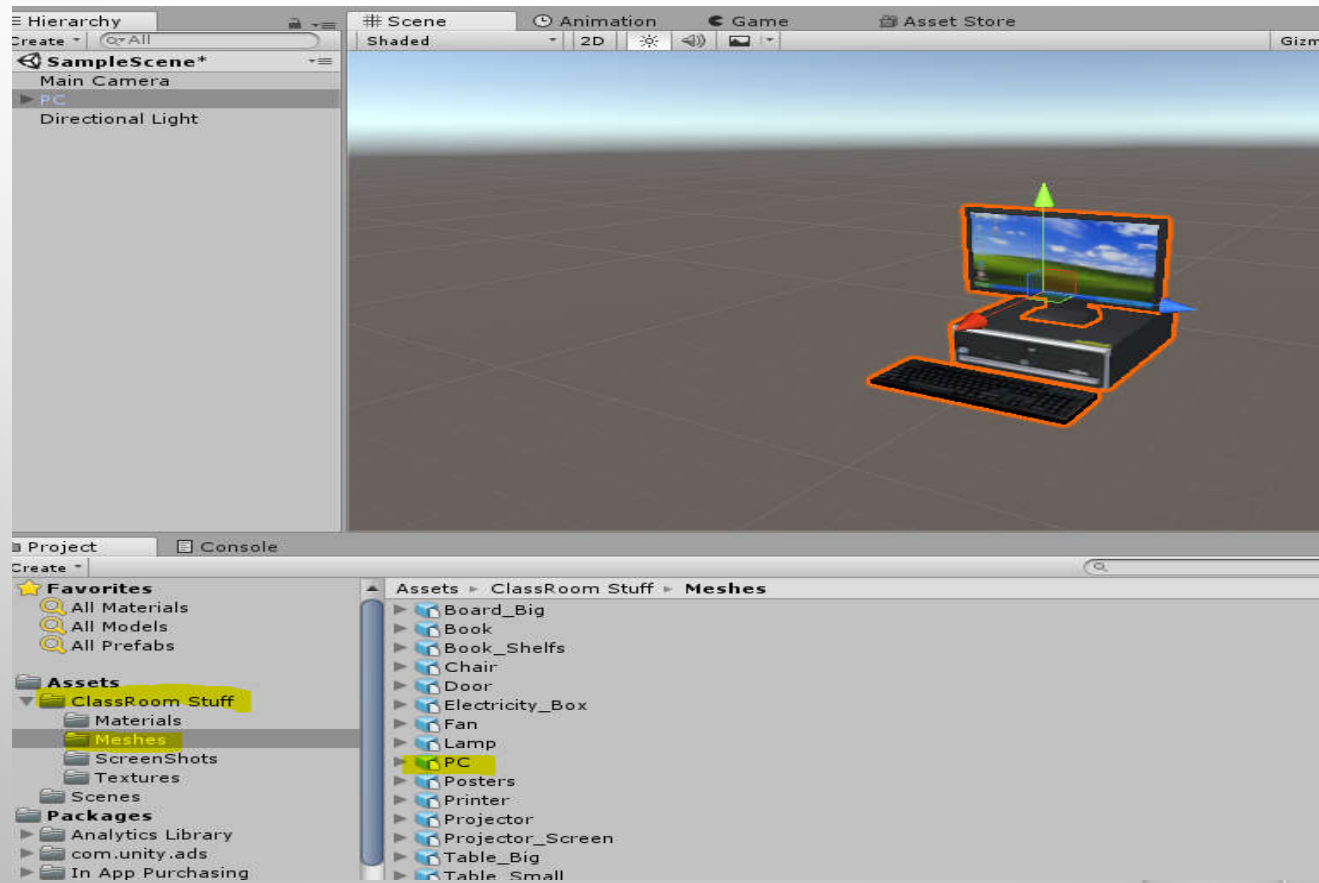 Hierarchy
Create
All
SampleScene*
Main Camera
PC
Directional Light
Scene
Animation
Game
Asset Store
Shaded
2D
Gizm
Project
Console
Create
Favorites
All Materials
All Models
All Prefabs
Assets
ClassRoom Stuff
Materials
Meshes
ScreenShots
Textures
Scenes
Packages
Analytics Library
com.unity.ads
In App Purchasing
Assets ClassRoom Stuff Meshes
Board_Big
Book
Book_Shelfs
Chair
Door
Electricity_Box
Fan
Lamp
PC
Posters
Printer
Projector
Projector_Screen
Table_Big
Table_Small